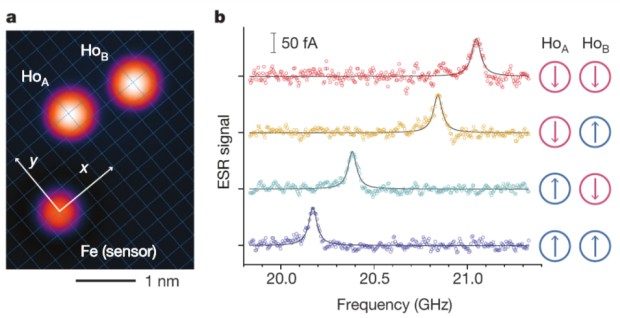 a
Ho_A
Ho_B
y
x
Fe (sensor)
1 nm
b
50 fA
ESR signal
20.0 20.5 21.0
Frequency (GHz)
Ho_A Ho_B
↓ ↓
↓ ↑
↑ ↓
↑ ↑